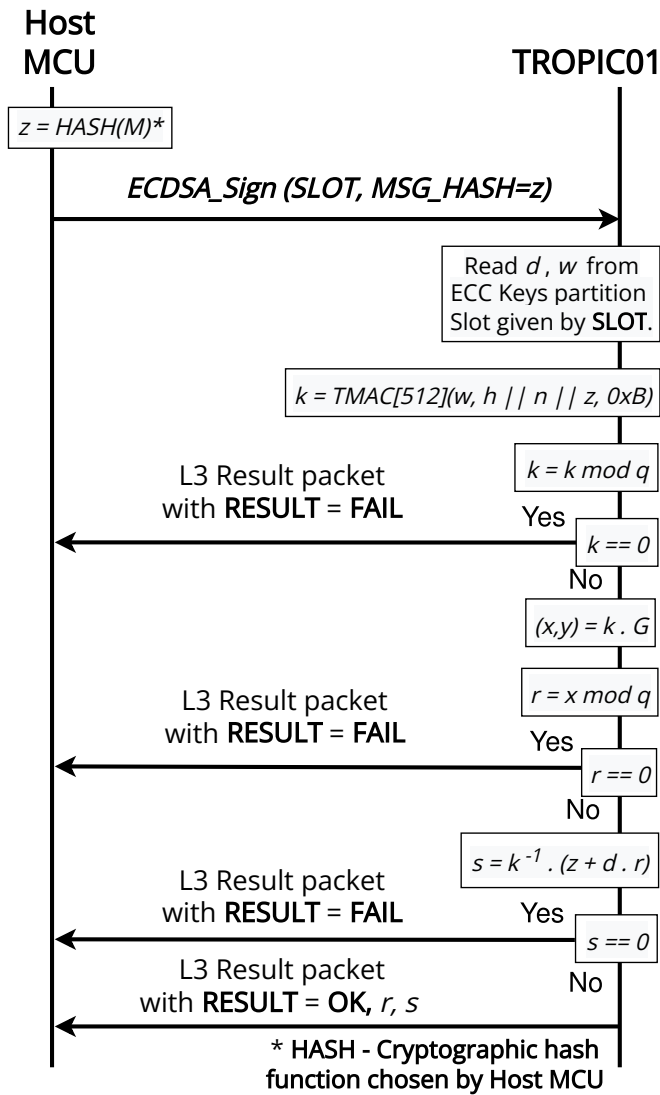 Host
MCU
TROPIC01
z = HASH(M)*
ECDSA_Sign (SLOT, MSG_HASH=z)
Read d , w from
ECC Keys partition
Slot given by SLOT.
k = TMAC[512](w, h || n || z, 0xB)
k = k mod q
L3 Result packet
with RESULT = FAIL
Yes
k == 0
No
(x,y) = k . G
r = x mod q
L3 Result packet
with RESULT = FAIL
Yes
r == 0
No
s = k⁻¹ . (z + d . r)
L3 Result packet
with RESULT = FAIL
Yes
s == 0
No
L3 Result packet
with RESULT = OK, r, s
* HASH - Cryptographic hash
function chosen by Host MCU